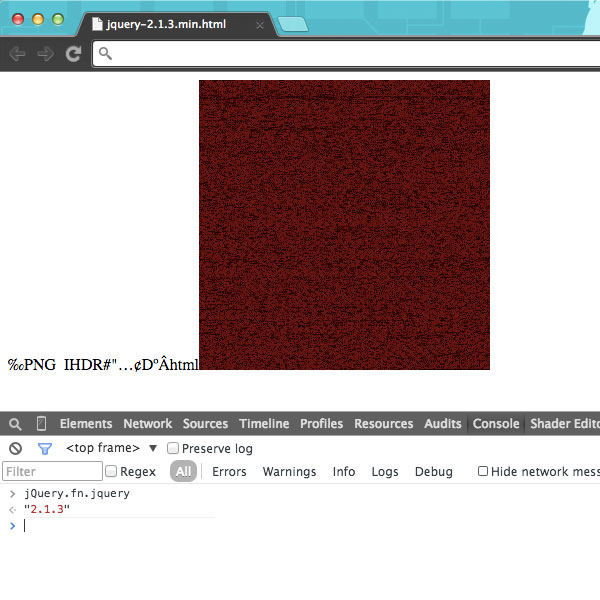 jquery-2.1.3.min.html
‰PNG IHDR#"…¢DºÂhtml
Elements Network Sources Timeline Profiles Resources Audits Console Shader Edito
<top frame> ▼ Preserve log
Filter Regex All Errors Warnings Info Logs Debug Hide network mess
> jQuery.fn.jquery
"2.1.3"
>